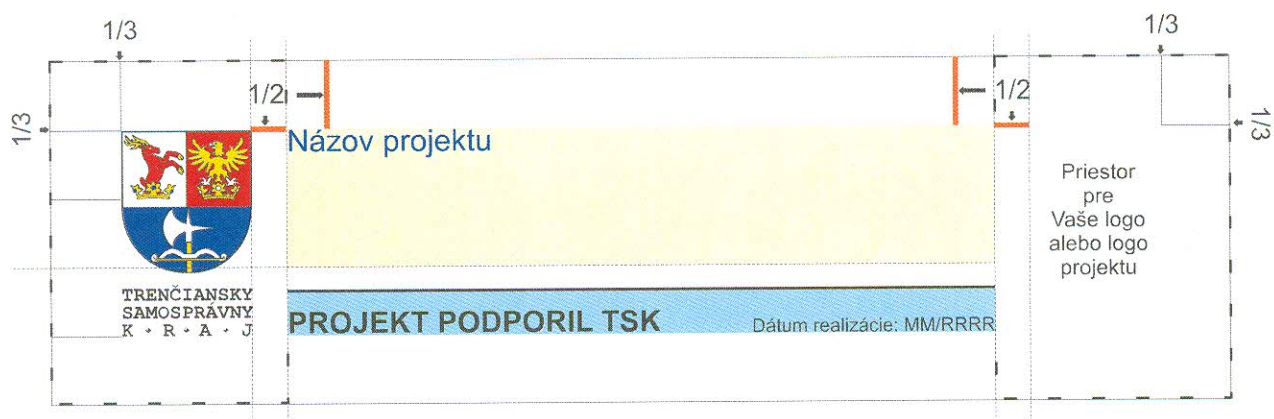 1/3
1/3
1/2
1/2
1/3
1/3
Názov projektu
Priestor
pre
Vaše logo
alebo logo
projektu
TRENČIANSKY
SAMOSPRÁVNY
K · R · A · J
PROJEKT PODPORIL TSK
Dátum realizácie: MM/RRRR